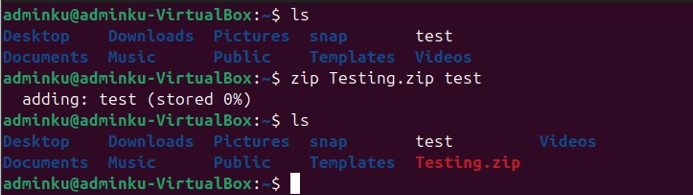 adminku@adminku-VirtualBox:~$ ls
Desktop Downloads Pictures snap test
Documents Music Public Templates Videos
adminku@adminku-VirtualBox:~$ zip Testing.zip test
adding: test (stored 0%)
adminku@adminku-VirtualBox:~$ ls
Desktop Downloads Pictures snap test Videos
Documents Music Public Templates Testing.zip
adminku@adminku-VirtualBox:~$